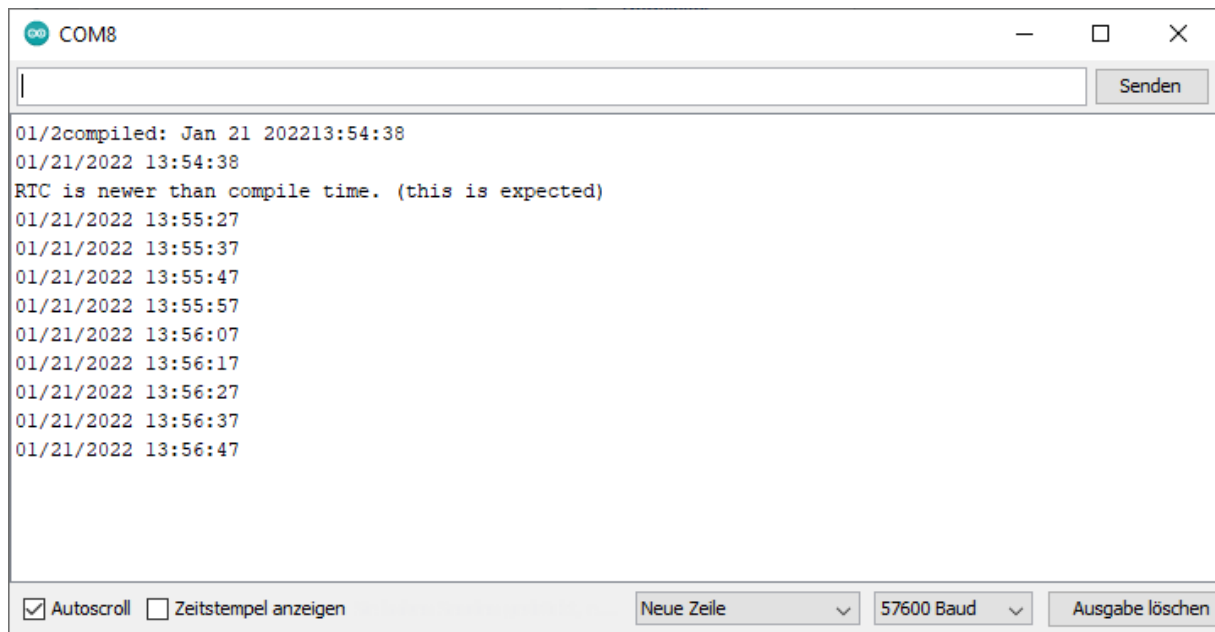 COM8
Senden
01/2compiled: Jan 21 202213:54:38
01/21/2022 13:54:38
RTC is newer than compile time. (this is expected)
01/21/2022 13:55:27
01/21/2022 13:55:37
01/21/2022 13:55:47
01/21/2022 13:55:57
01/21/2022 13:56:07
01/21/2022 13:56:17
01/21/2022 13:56:27
01/21/2022 13:56:37
01/21/2022 13:56:47
Autoscroll Zeitstempel anzeigen Neue Zeile 57600 Baud Ausgabe löschen